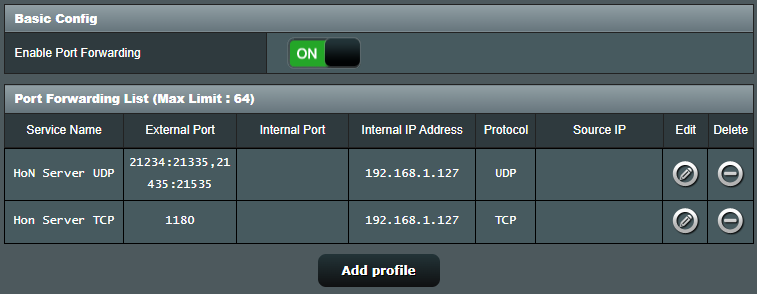 Basic Config
Enable Port Forwarding ON
Port Forwarding List (Max Limit : 64)
Service Name External Port Internal Port Internal IP Address Protocol Source IP Edit Delete
HoN Server UDP 21234:21335,21435:21535 192.168.1.127 UDP
Hon Server TCP 1180 192.168.1.127 TCP
Add profile